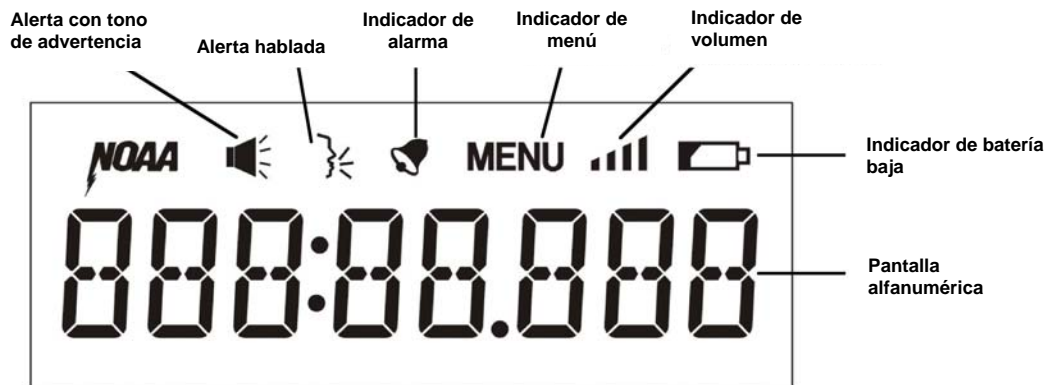 Alerta con tono
de advertencia
Alerta hablada
Indicador de
alarma
Indicador de
menú
Indicador de
volumen
NOAA
MENU
Indicador de batería
baja
888:88.888
Pantalla
alfanumérica